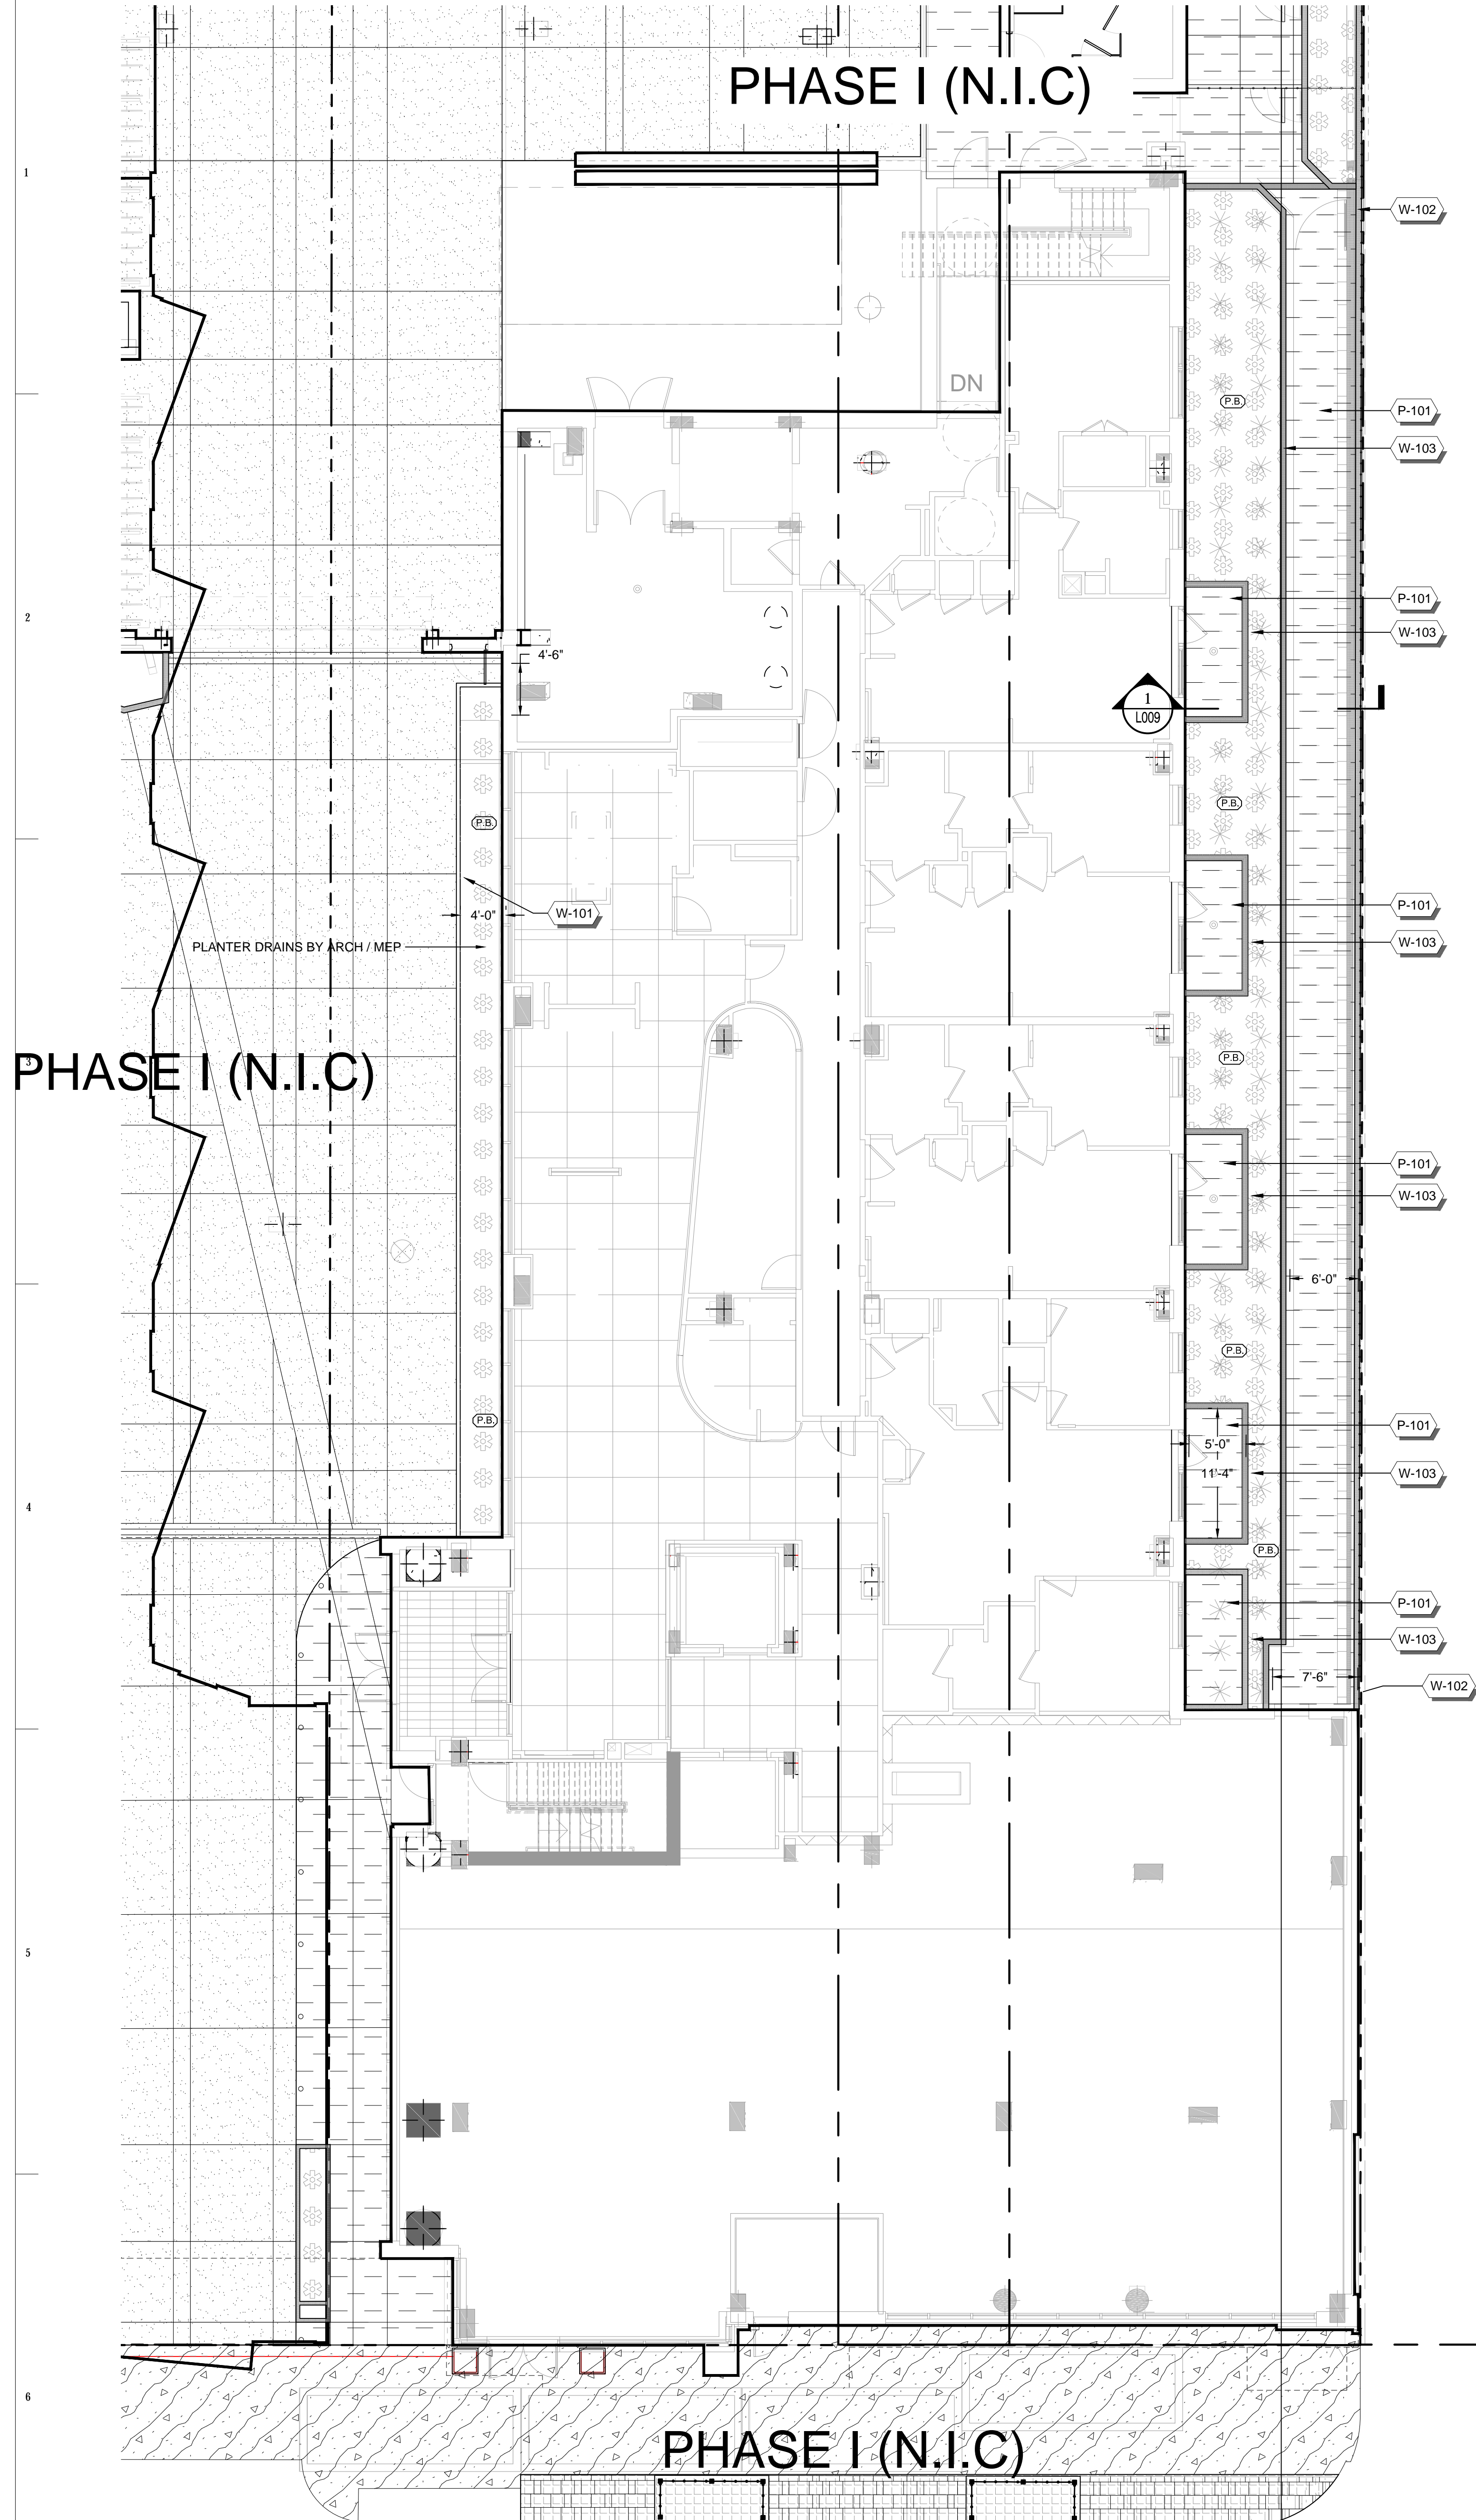 PHASE I (N.I.C)
1
W-102
DN
P.B.
P-101
W-103
P-101
2
W-103
4'-6"
1
L009
P.B.
P.B.
P-101
4'-0"
W-101
W-103
PLANTER DRAINS BY ARCH / MEP
P.B.
3
PHASE I (N.I.C)
P-101
W-103
6'-0"
P.B.
P.B.
P-101
5'-0"
11'-4"
W-103
4
P.B.
P-101
W-103
7'-6"
W-102
5
6
PHASE I (N.I.C)